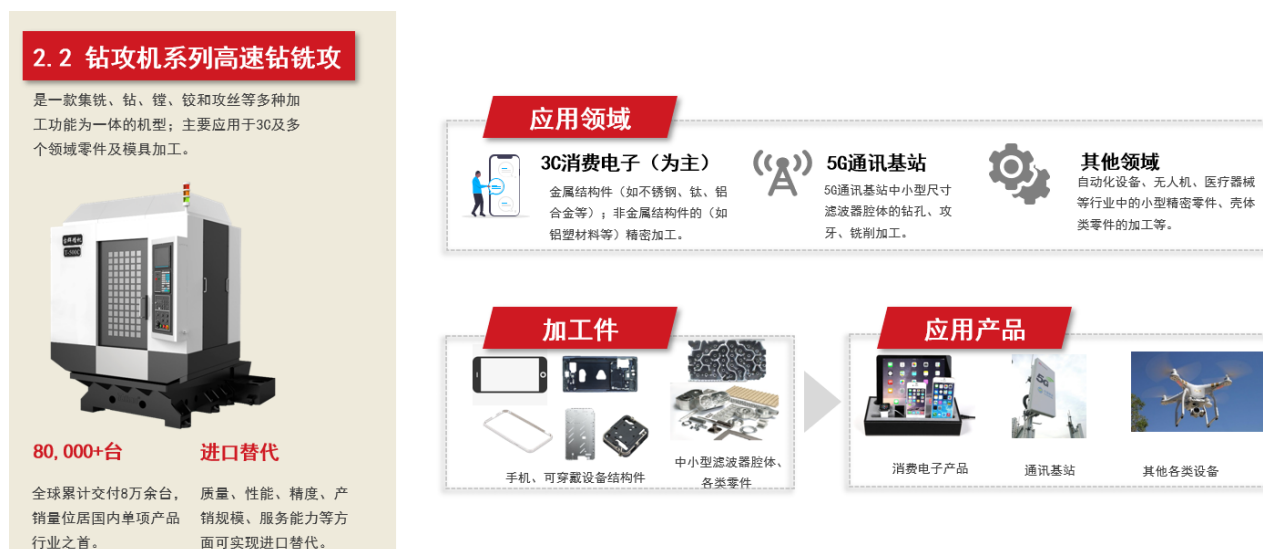 2.2 钻攻机系列高速钻铣攻
是一款集铣、钻、镗、铰和攻丝等多种加
工功能为一体的机型；主要应用于3C及多
个领域零件及模具加工。
T-500C
80,000+台
进口替代
全球累计交付8万余台，
销量位居国内单项产品
行业之首。
质量、性能、精度、产
销规模、服务能力等方
面可实现进口替代。
应用领域
3C消费电子（为主）
金属结构件（如不锈钢、钛、铝
合金等）；非金属结构件的（如
铝塑材料等）精密加工。
5G通讯基站
5G通讯基站中小型尺寸
滤波器腔体的钻孔、攻
牙、铣削加工。
其他领域
自动化设备、无人机、医疗器械
等行业中的小型精密零件、壳体
类零件的加工等。
加工件
手机、可穿戴设备结构件
中小型滤波器腔体、
各类零件
应用产品
5G
消费电子产品
通讯基站
其他各类设备